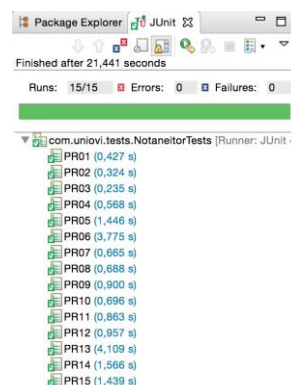 Package Explorer JUnit
Finished after 21,441 seconds
Runs: 15/15 Errors: 0 Failures: 0
com.uniovi.tests.NotaneitorTests [Runner: JUnit
PR01 (0,427 s)
PR02 (0,324 s)
PR03 (0,235 s)
PR04 (0,568 s)
PR05 (1,446 s)
PR06 (3,775 s)
PR07 (0,665 s)
PR08 (0,688 s)
PR09 (0,900 s)
PR10 (0,696 s)
PR11 (0,863 s)
PR12 (0,957 s)
PR13 (4,109 s)
PR14 (1,566 s)
PR15 (1,439 s)